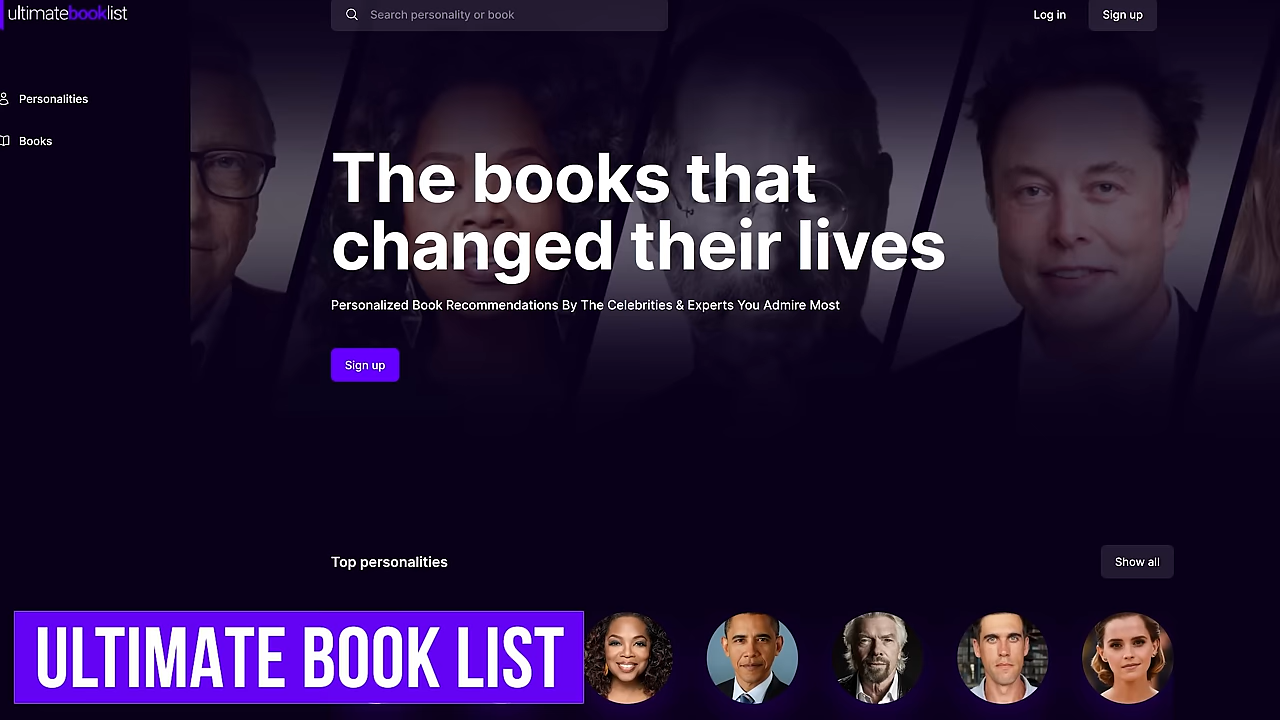 ultimatebooklist
Search personality or book
Log in
Sign up
Personalities
Books
The books that
changed their lives
Personalized Book Recommendations By The Celebrities & Experts You Admire Most
Sign up
Top personalities
Show all
ULTIMATE BOOK LIST